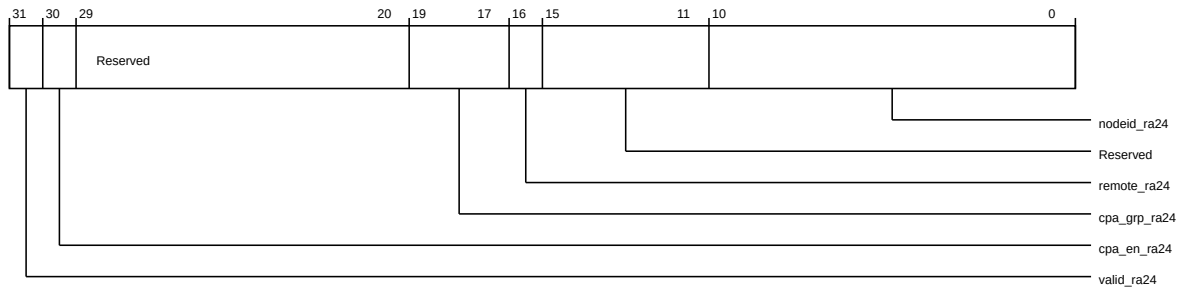 31 30 29 20 19 17 16 15 11 10 0
Reserved
nodeid_ra24
Reserved
remote_ra24
cpa_grp_ra24
cpa_en_ra24
valid_ra24